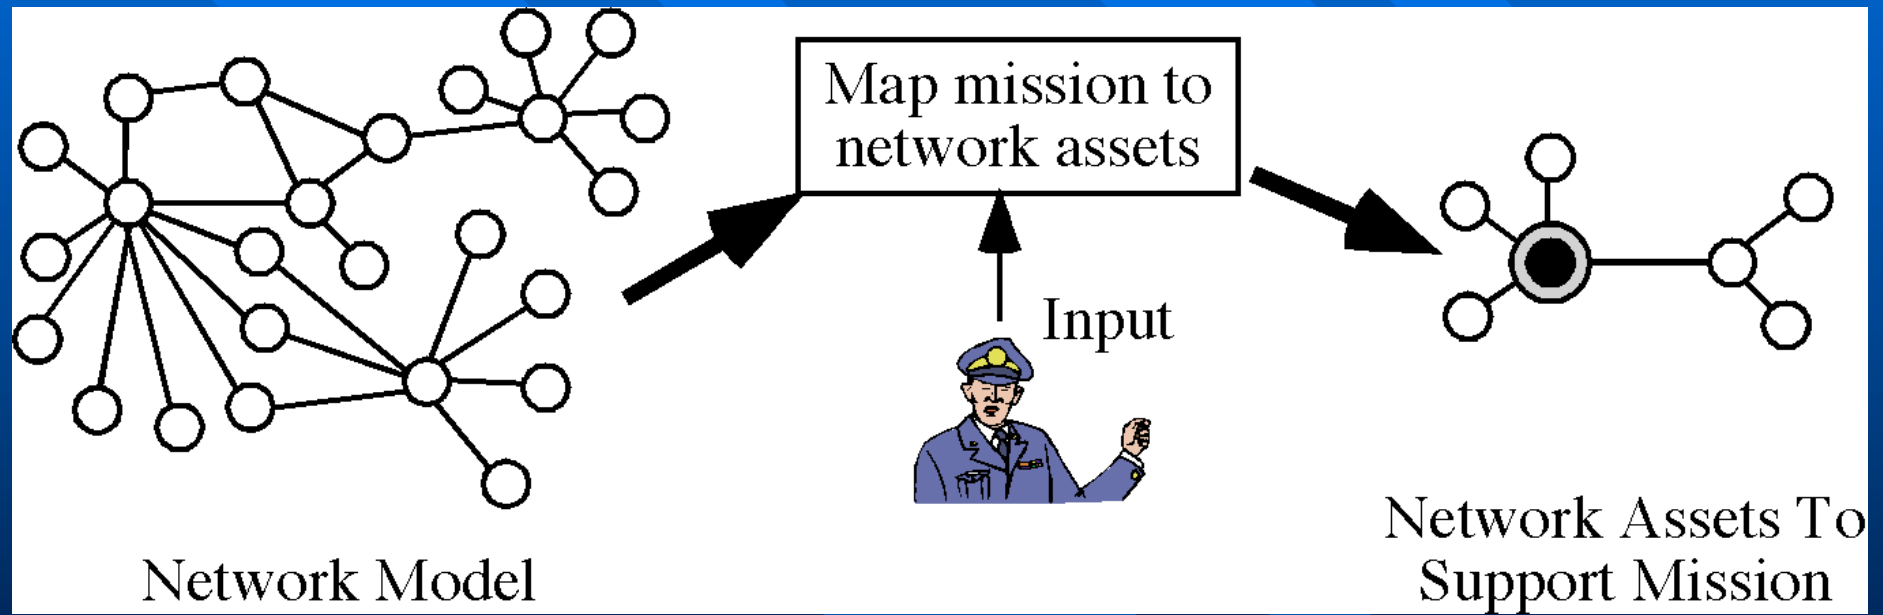 Map mission to
network assets
Input
Network Model
Network Assets To
Support Mission